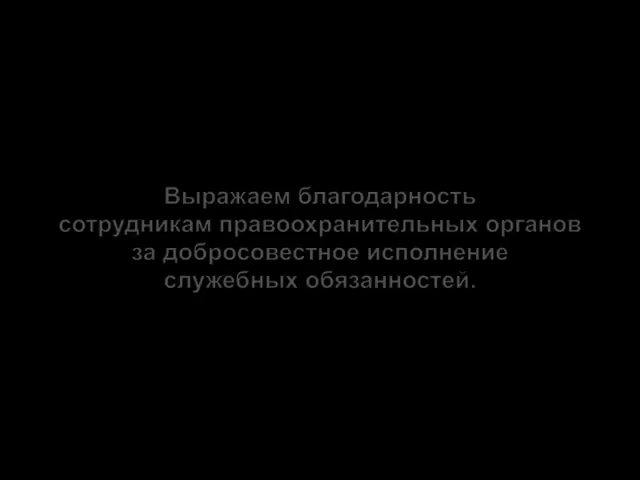 Выражаем благодарность
сотрудникам правоохранительных органов
за добросовестное исполнение
служебных обязанностей.